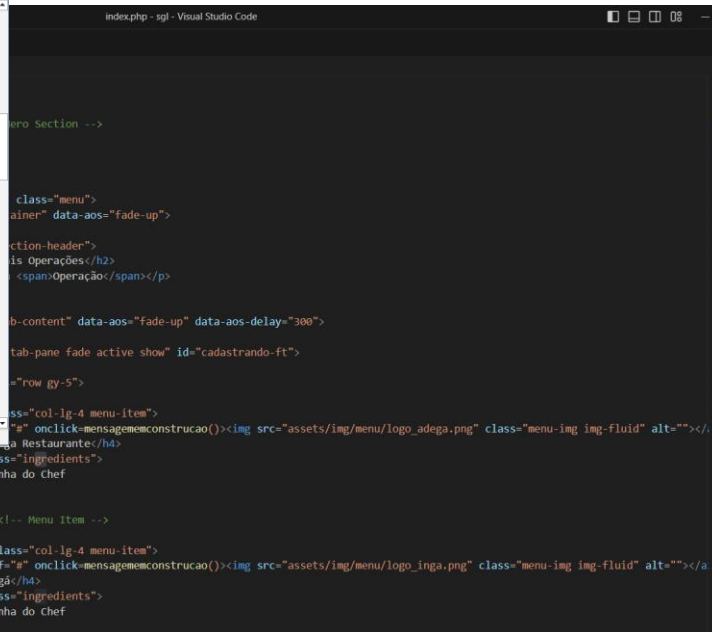 index.php - sgl - Visual Studio Code
Section -->
class="menu">
data-aos="fade-up">
ction-header">
is Operações</h2>
<span>Operação</span></p>
b-content" data-aos="fade-up" data-aos-delay="300">
tab-pane fade active show" id="cadastrando-ft">
="row gy-5">
ss="col-lg-4 menu-item">
"#" onclick=mensagememconstrucao()><img src="assets/img/menu/logo_adega.png" class="menu-img img-fluid" alt=""></
ga Restaurante</h4>
ss="ingredients">
nha do Chef
<!-- Menu Item -->
lass="col-lg-4 menu-item">
f="#" onclick=mensagememconstrucao()><img src="assets/img/menu/logo_inga.png" class="menu-img img-fluid" alt=""></a
gá</h4>
ss="ingredients">
nha do Chef